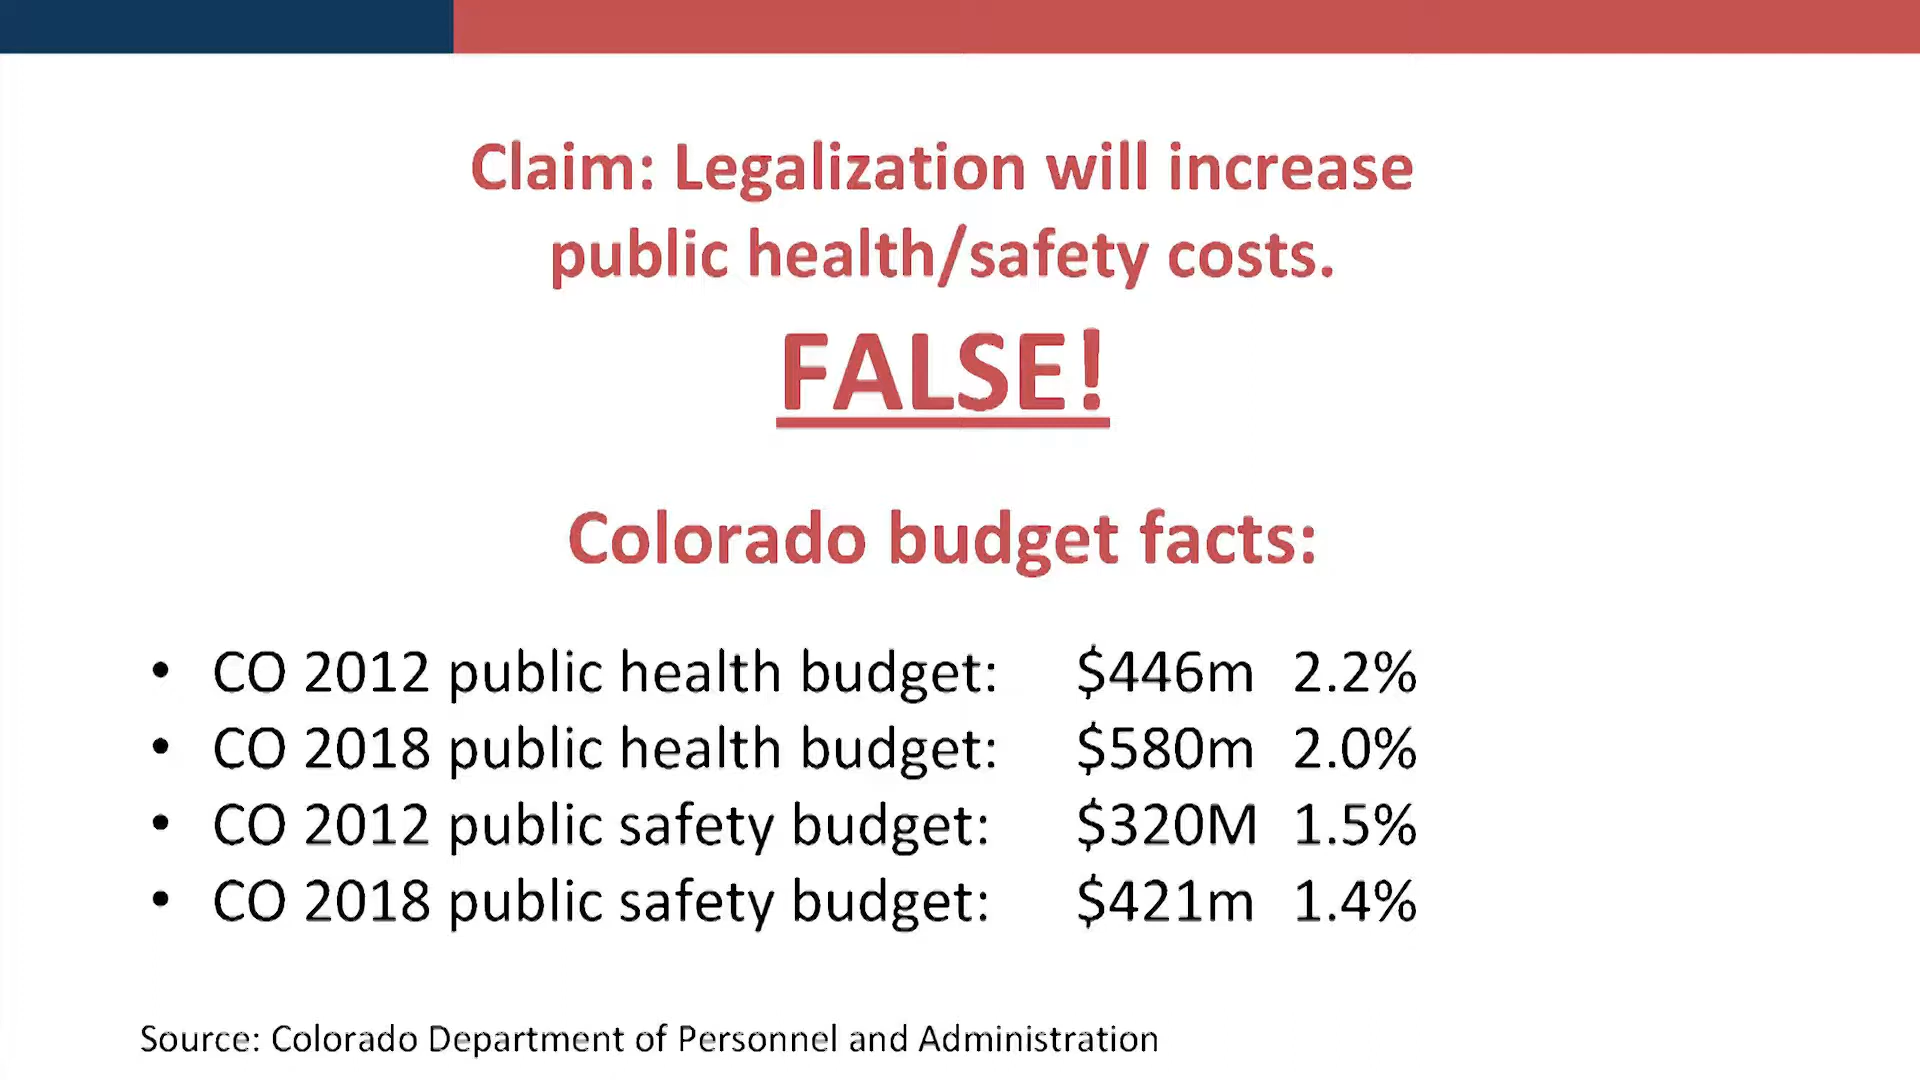 Claim: Legalization will increase
public health/safety costs.
FALSE!
Colorado budget facts:
• CO 2012 public health budget: $446m 2.2%
• CO 2018 public health budget: $580m 2.0%
• CO 2012 public safety budget: $320M 1.5%
• CO 2018 public safety budget: $421m 1.4%
Source: Colorado Department of Personnel and Administration